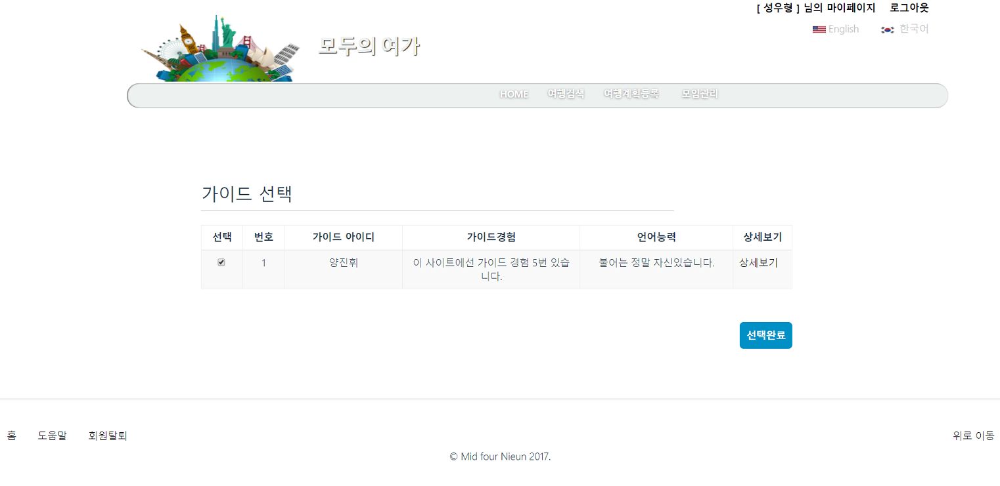 [ 성우형 ] 님의 마이페이지 로그아웃
English 한국어
모두의 여가
HOME 여행검색 여행계획등록 모임관리
가이드 선택
선택 번호 가이드 아이디 가이드경험 언어능력 상세보기
1 양진휘 이 사이트에선 가이드 경험 5번 있습 불어는 정말 자신있습니다. 상세보기
니다.
선택완료
홈 도움말 회원탈퇴 위로 이동
© Mid four Nieun 2017.